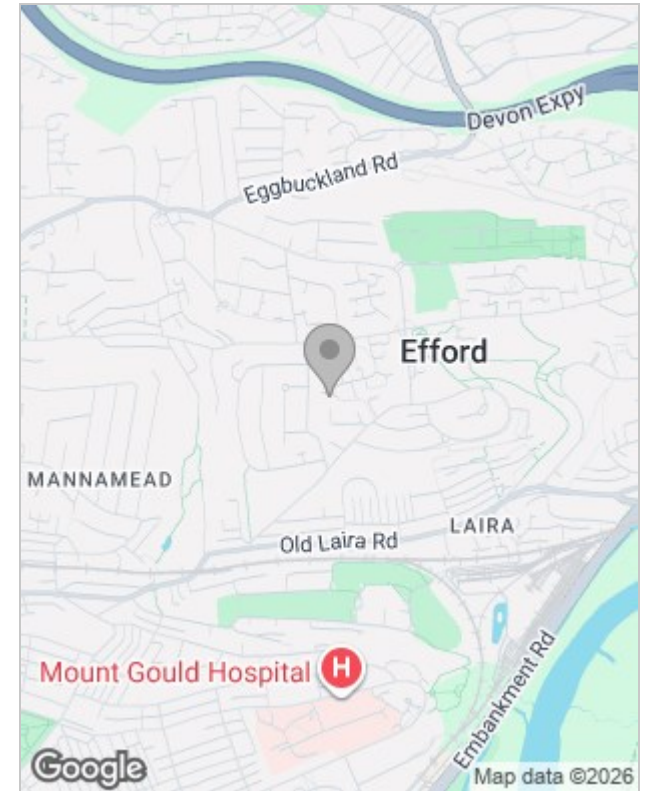 Devon Expy
Eggbuckland Rd
Efford
MANNAMEAD
LAIRA
Old Laira Rd
Mount Gould Hospital
H
Embankment Rd
Google
Map data ©2026